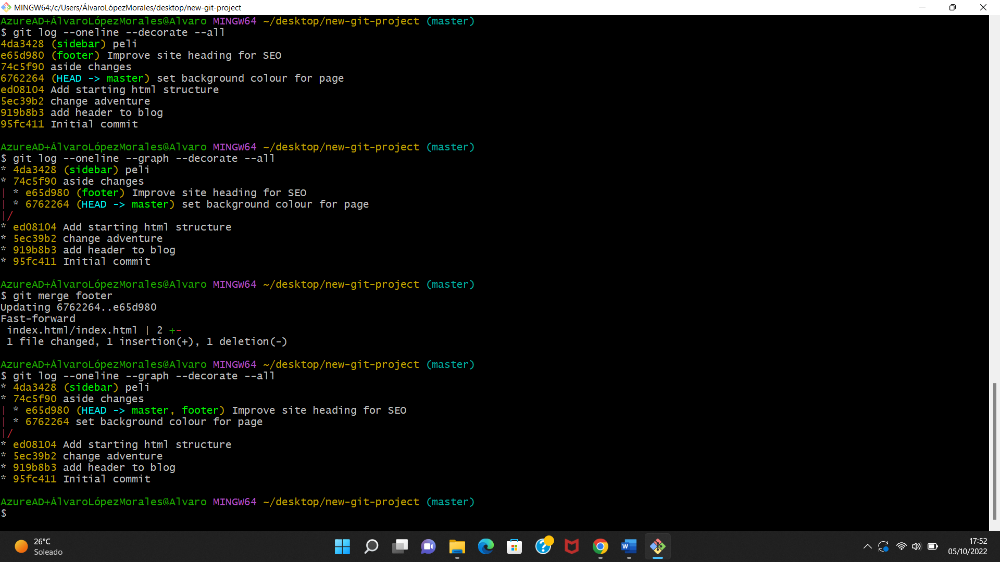 MINGW64:/c/Users/ÁlvaroLópezMorales/desktop/new-git-project
AzureAD+ÁlvaroLópezMorales@Alvaro MINGW64 ~/desktop/new-git-project (master)
$ git log --oneline --decorate --all
4da3428 (sidebar) peli
e65d980 (footer) Improve site heading for SEO
74c5f90 aside changes
6762264 (HEAD -> master) set background colour for page
ed08104 Add starting html structure
5ec39b2 change adventure
919b8b3 add header to blog
95fc411 Initial commit
AzureAD+ÁlvaroLópezMorales@Alvaro MINGW64 ~/desktop/new-git-project (master)
$ git log --oneline --graph --decorate --all
* 4da3428 (sidebar) peli
* 74c5f90 aside changes
| * e65d980 (footer) Improve site heading for SEO
| * 6762264 (HEAD -> master) set background colour for page
|/
* ed08104 Add starting html structure
* 5ec39b2 change adventure
* 919b8b3 add header to blog
* 95fc411 Initial commit
AzureAD+ÁlvaroLópezMorales@Alvaro MINGW64 ~/desktop/new-git-project (master)
$ git merge footer
Updating 6762264..e65d980
Fast-forward
 index.html/index.html | 2 +-
 1 file changed, 1 insertion(+), 1 deletion(-)
AzureAD+ÁlvaroLópezMorales@Alvaro MINGW64 ~/desktop/new-git-project (master)
$ git log --oneline --graph --decorate --all
* 4da3428 (sidebar) peli
* 74c5f90 aside changes
| * e65d980 (HEAD -> master, footer) Improve site heading for SEO
| * 6762264 set background colour for page
|/
* ed08104 Add starting html structure
* 5ec39b2 change adventure
* 919b8b3 add header to blog
* 95fc411 Initial commit
AzureAD+ÁlvaroLópezMorales@Alvaro MINGW64 ~/desktop/new-git-project (master)
$
26°C
Soleado
17:52
05/10/2022